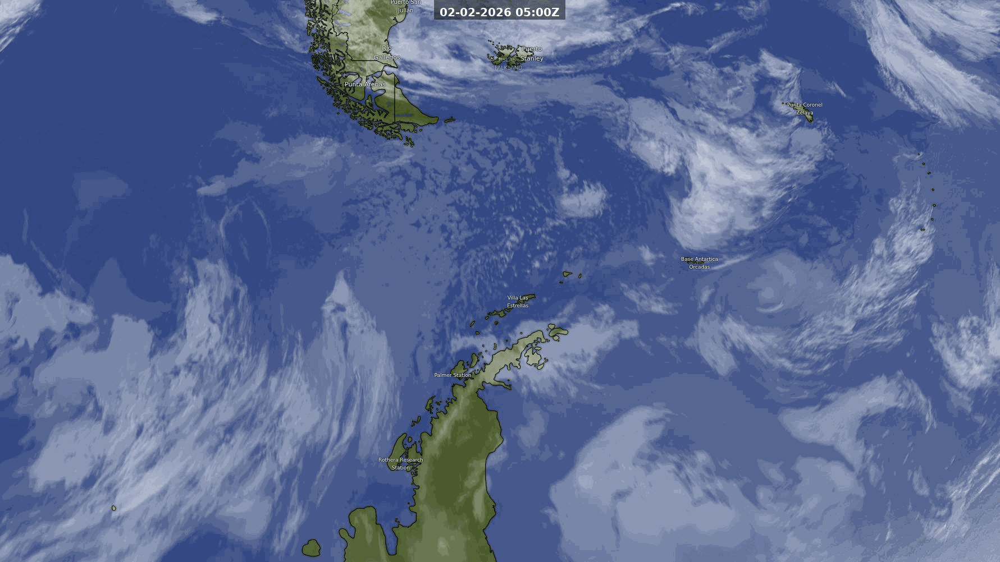 Puerto San
Julián
02-02-2026 05:00Z
Río
Gallegos
Puerto
Stanley
ISLAS
FALKLAND
Punta Arenas
Punta Coronel
Zelaya
Base Antartica
Orcadas
Villa Las
Estrellas
Palmer Station
Rothera Research
Station